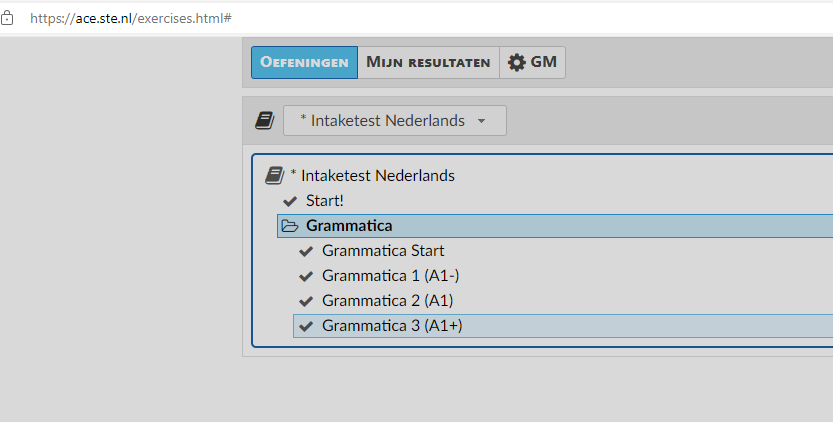 https://ace.ste.nl/exercises.html#
Oefeningen Mijn resultaten GM
* Intaketest Nederlands
* Intaketest Nederlands
Start!
Grammatica
Grammatica Start
Grammatica 1 (A1-)
Grammatica 2 (A1)
Grammatica 3 (A1+)